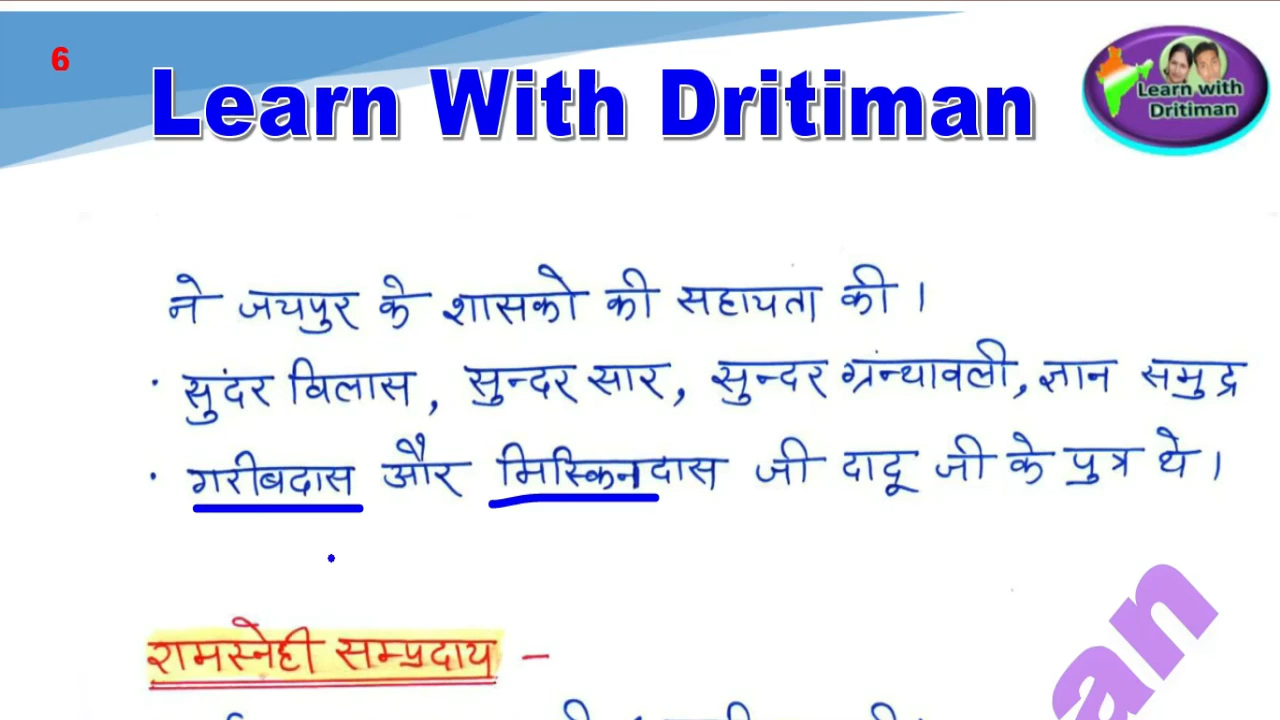 6
Learn With Dritiman
Learn with
Dritiman
ने जयपुर के शासको की सहायता की ।
· सुंदर विलास, सुन्दर सार, सुन्दर ग्रंन्थावली, ज्ञान समुद्र
· गरीबदास और मिस्किनदास जी दादू जी के पुत्र थे ।
रामस्नेही सम्प्रदाय –
an